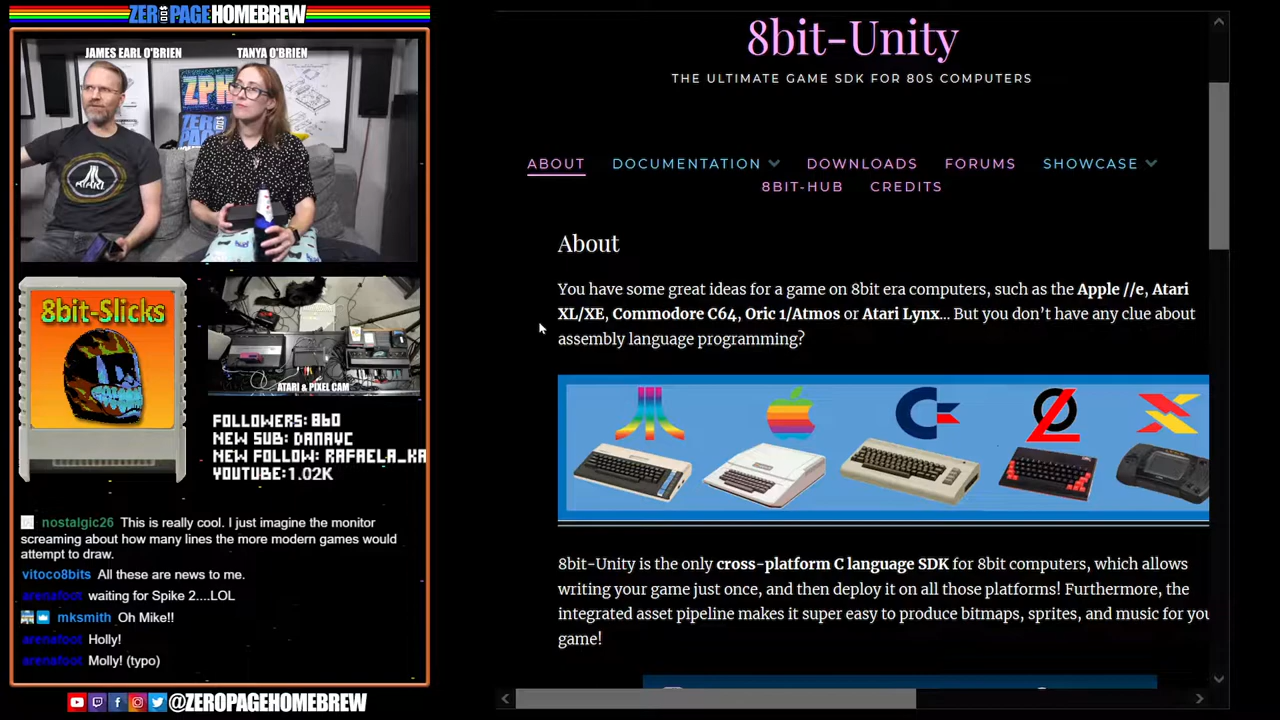 ZEROPAGE HOMEBREW
JAMES EARL O'BRIEN
TANYA O'BRIEN
ZPH
ATARI
8bit-Slicks
ATARI & PIXEL CAM
FOLLOWERS: 860
NEW SUB: DANAYC
NEW FOLLOW: RAFAELA_KA
YOUTUBE: 1.02K
nostalgic26 This is really cool. I just imagine the monitor
screaming about how many lines the more modern games would
attempt to draw.
vitoco8bits All these are news to me.
arenafoot waiting for Spike 2....LOL
mksmith Oh Mike!!
arenafoot Holly!
arenafoot Molly! (typo)
@ZEROPAGEHOMEBREW
8bit-Unity
THE ULTIMATE GAME SDK FOR 80S COMPUTERS
ABOUT DOCUMENTATION DOWNLOADS FORUMS SHOWCASE
8BIT-HUB CREDITS
About
You have some great ideas for a game on 8bit era computers, such as the Apple //e, Atari
XL/XE, Commodore C64, Oric 1/Atmos or Atari Lynx... But you don’t have any clue about
assembly language programming?
8bit-Unity is the only cross-platform C language SDK for 8bit computers, which allows
writing your game just once, and then deploy it on all those platforms! Furthermore, the
integrated asset pipeline makes it super easy to produce bitmaps, sprites, and music for you
game!